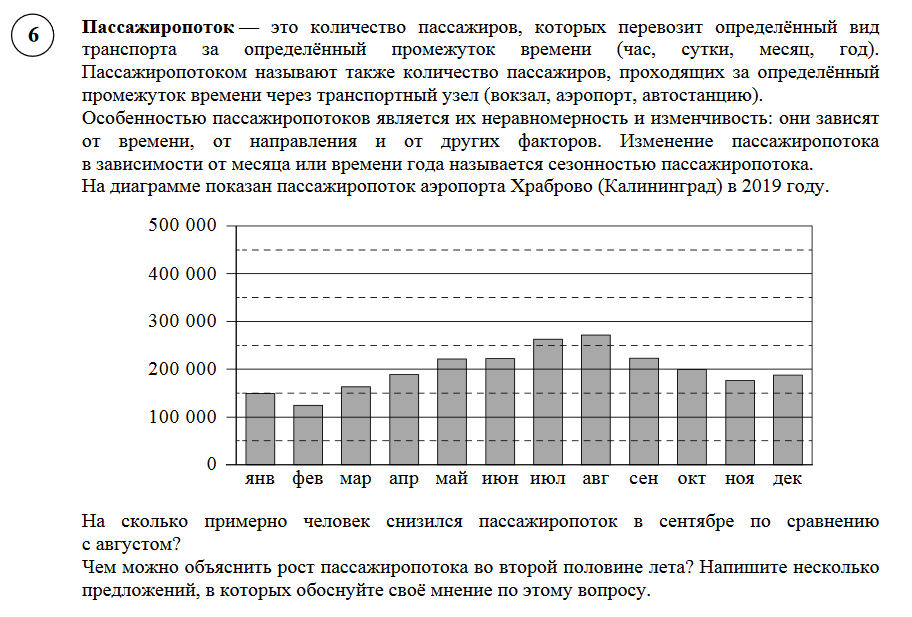 6
Пассажиропоток — это количество пассажиров, которых перевозит определённый вид
транспорта за определённый промежуток времени (час, сутки, месяц, год).
Пассажиропотоком называют также количество пассажиров, проходящих за определённый
промежуток времени через транспортный узел (вокзал, аэропорт, автостанцию).
Особенностью пассажиропотоков является их неравномерность и изменчивость: они зависят
от времени, от направления и от других факторов. Изменение пассажиропотока
в зависимости от месяца или времени года называется сезонностью пассажиропотока.
На диаграмме показан пассажиропоток аэропорта Храброво (Калининград) в 2019 году.
500 000
400 000
300 000
200 000
100 000
0
янв фев мар апр май июн июл авг сен окт ноя дек
На сколько примерно человек снизился пассажиропоток в сентябре по сравнению
с августом?
Чем можно объяснить рост пассажиропотока во второй половине лета? Напишите несколько
предложений, в которых обоснуйте своё мнение по этому вопросу.